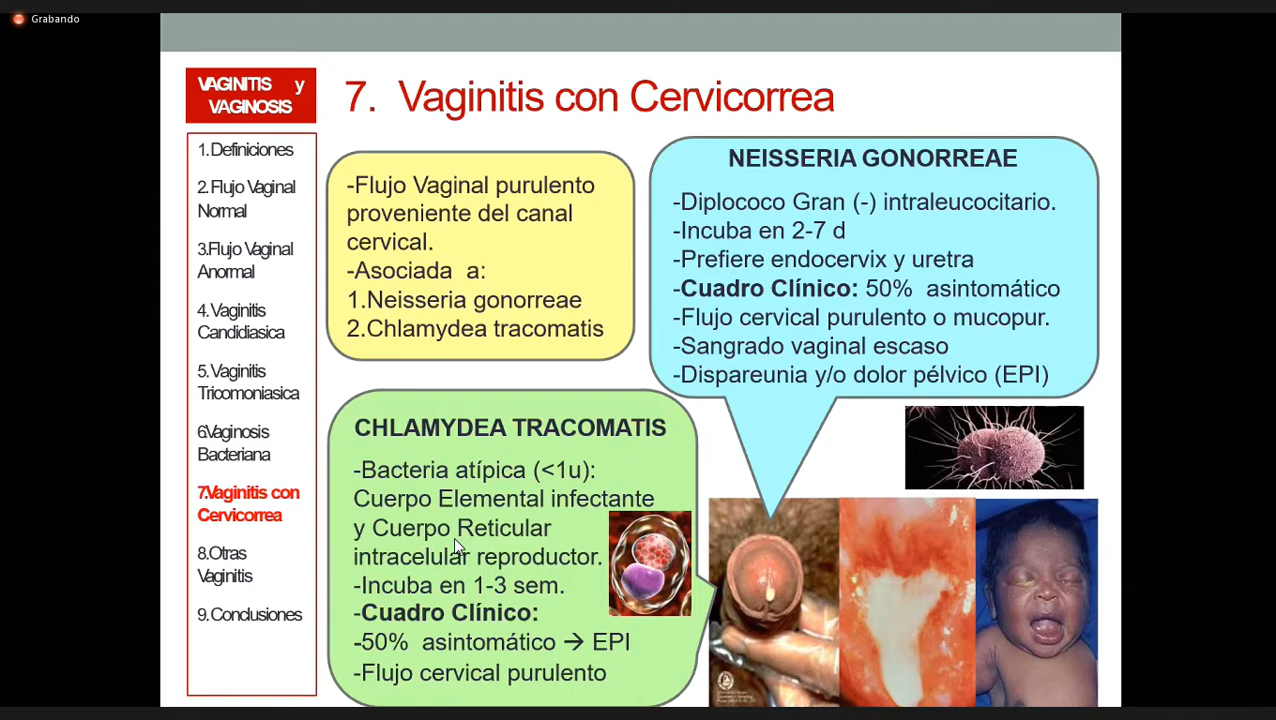 Grabando
VAGINITIS y
VAGINOSIS
1.Definiciones
2. Flujo Vaginal
Normal
3.Flujo Vaginal
Anormal
4. Vaginitis
Candidiasica
5. Vaginitis
Tricomoniasica
6.Vaginosis
Bacteriana
7.Vaginitis con
Cervicorrea
8.Otras
Vaginitis
9. Conclusiones
7. Vaginitis con Cervicorrea
-Flujo Vaginal purulento
proveniente del canal
cervical.
-Asociada a:
1.Neisseria gonorreae
2.Chlamydea tracomatis
NEISSERIA GONORREAE
-Diplococo Gran (-) intraleucocitario.
-Incuba en 2-7 d
-Prefiere endocervix y uretra
-Cuadro Clínico: 50% asintomático
-Flujo cervical purulento o mucopur.
-Sangrado vaginal escaso
-Dispareunia y/o dolor pélvico (EPI)
CHLAMYDEA TRACOMATIS
-Bacteria atípica (<1u):
Cuerpo Elemental infectante
y Cuerpo Reticular
intracelular reproductor.
-Incuba en 1-3 sem.
-Cuadro Clínico:
-50% asintomático → EPI
-Flujo cervical purulento